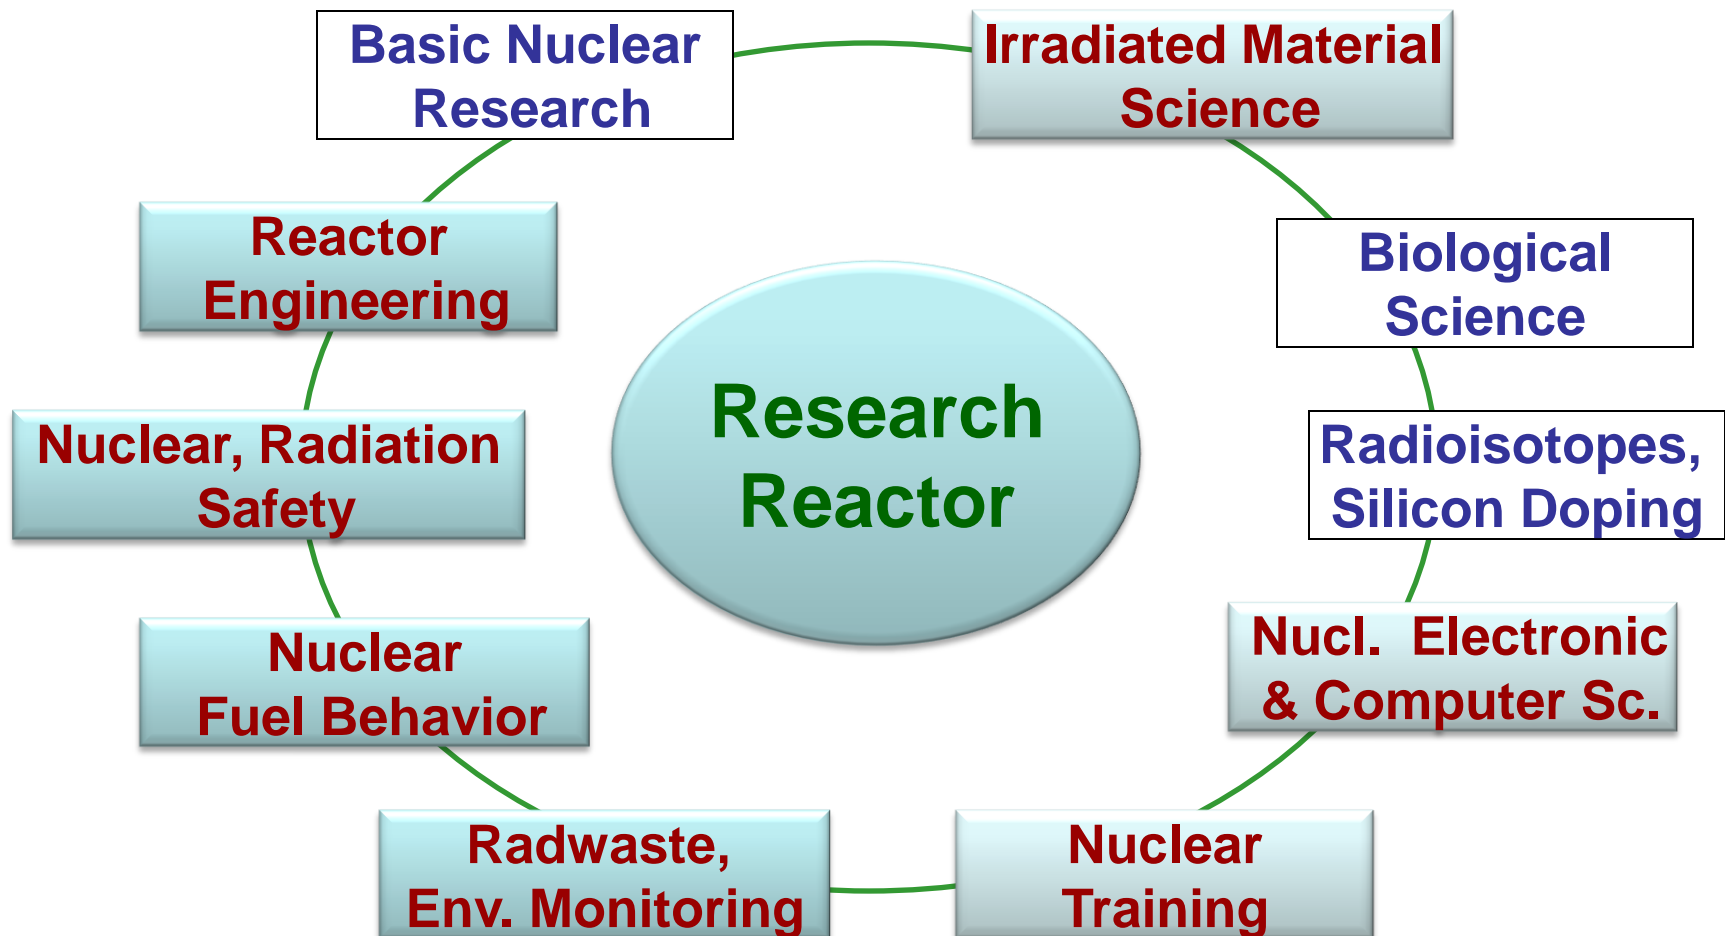 Basic Nuclear
Research
Irradiated Material
Science
Reactor
Engineering
Biological
Science
Research
Reactor
Nuclear, Radiation
Safety
Radioisotopes,
Silicon Doping
Nuclear
Fuel Behavior
Nucl. Electronic
& Computer Sc.
Radwaste,
Env. Monitoring
Nuclear
Training